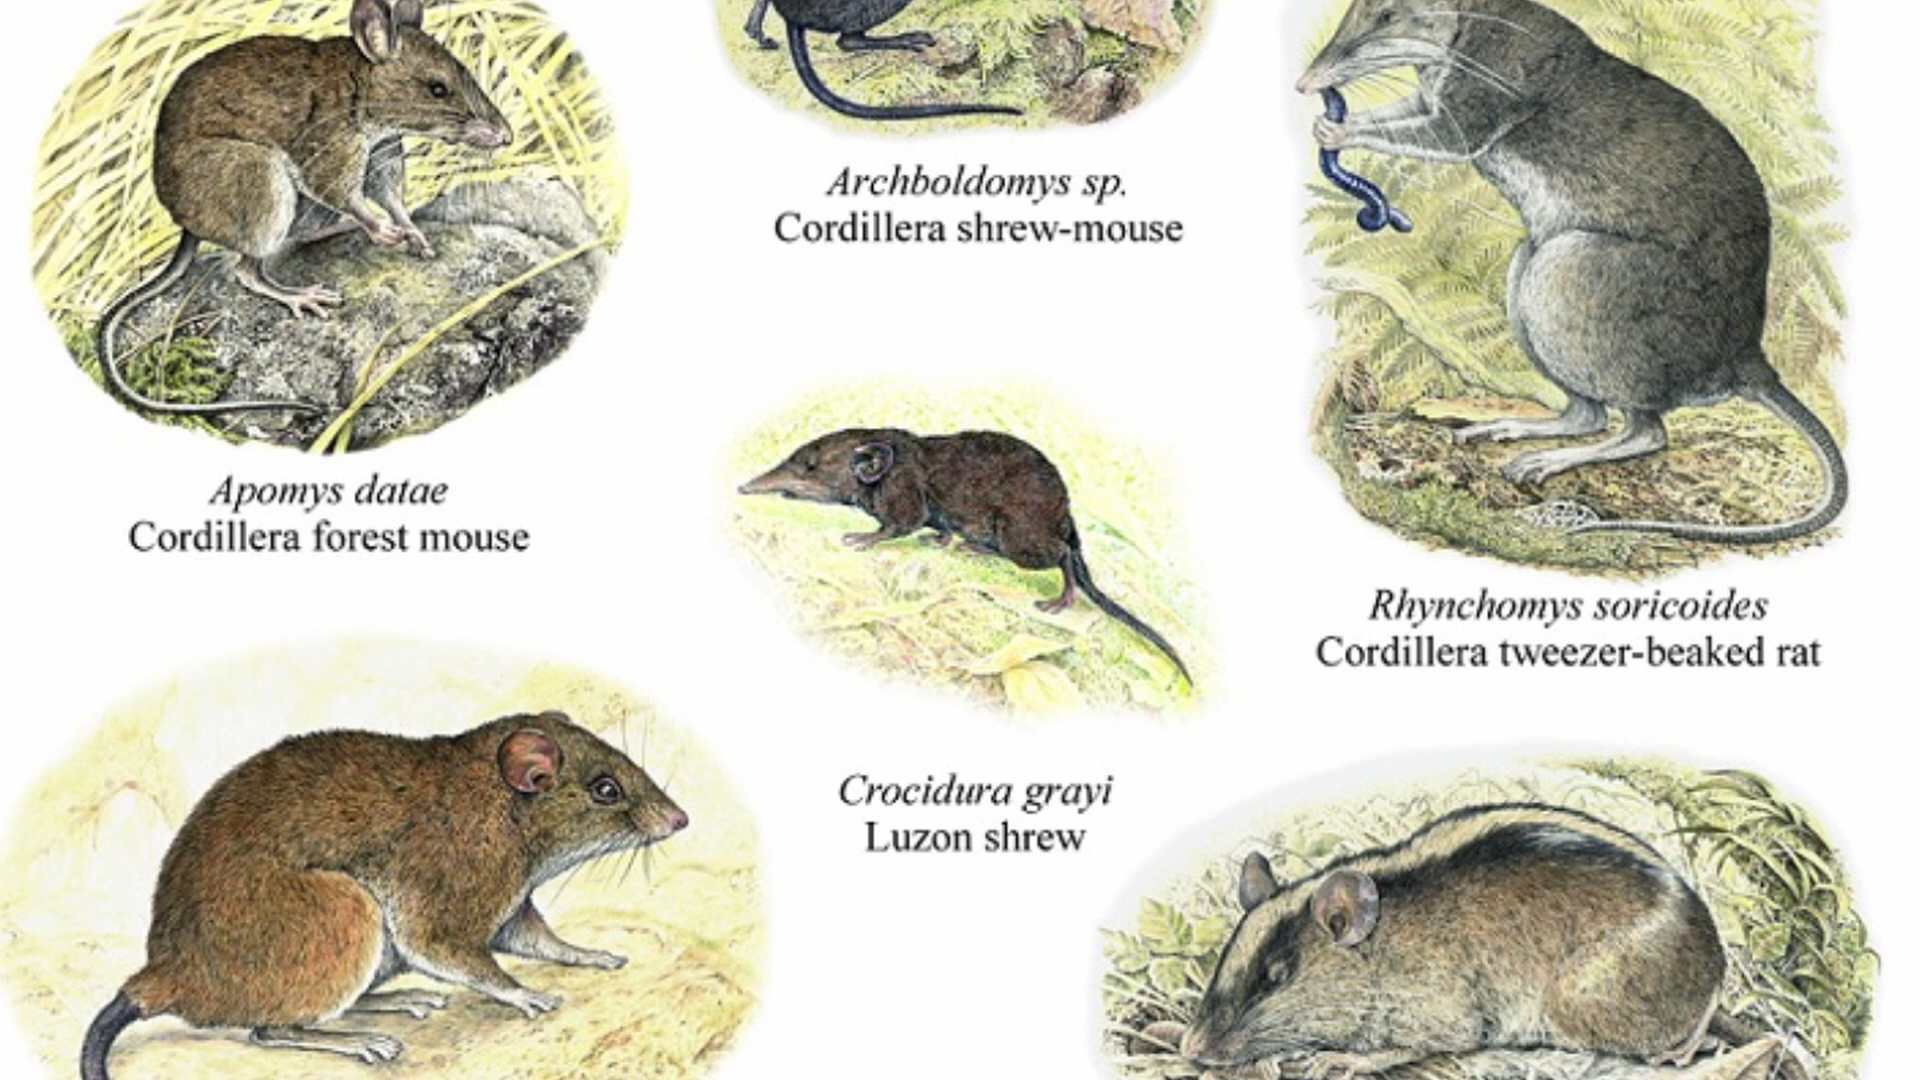 Archboldomys sp.
Cordillera shrew-mouse
Apomys datae
Cordillera forest mouse
Rhynchomys soricoides
Cordillera tweezer-beaked rat
Crocidura grayi
Luzon shrew